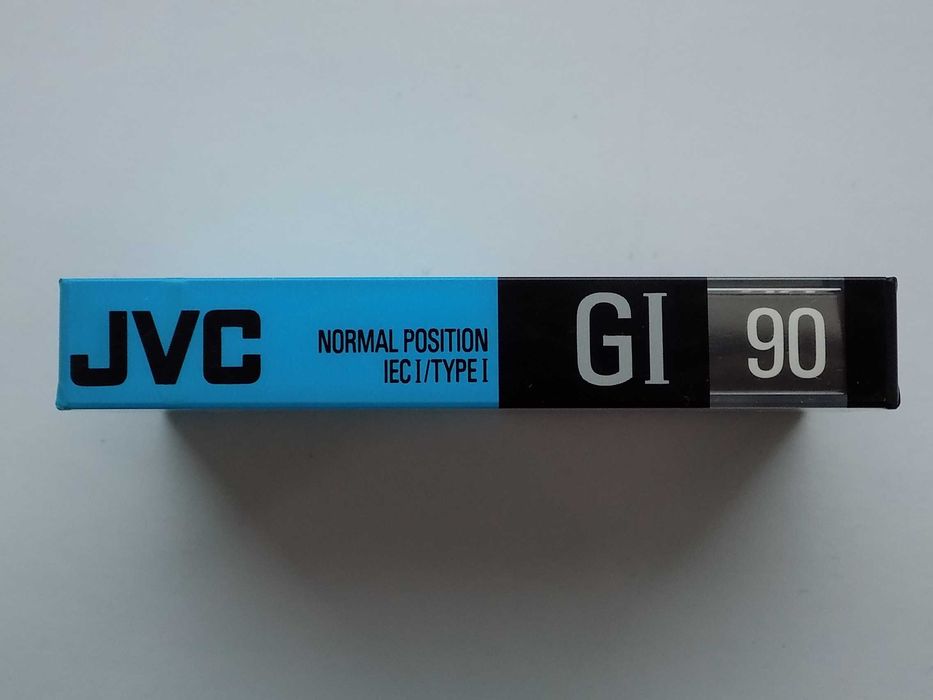 JVC
NORMAL POSITION
IEC I/TYPE I
GI
90